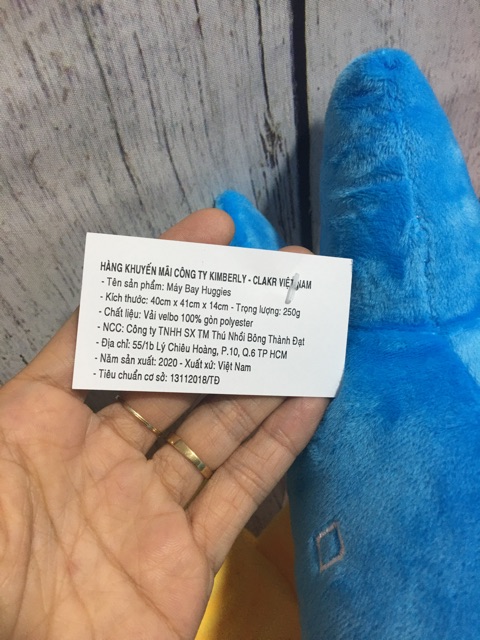 HÀNG KHUYẾN MÃI CÔNG TY KIMBERLY - CLAKR VIỆT NAM
- Tên sản phẩm: Máy Bay Huggies
- Kích thước: 40cm x 41cm x 14cm - Trọng lượng: 250g
- Chất liệu: Vải velbo 100% gòn polyester
- NCC: Công ty TNHH SX TM Thú Nhồi Bông Thành Đạt
- Địa chỉ: 55/1b Lý Chiêu Hoàng, P.10, Q.6 TP HCM
- Năm sản xuất: 2020 - Xuất xứ: Việt Nam
- Tiêu chuẩn cơ sở: 13112018/TĐ